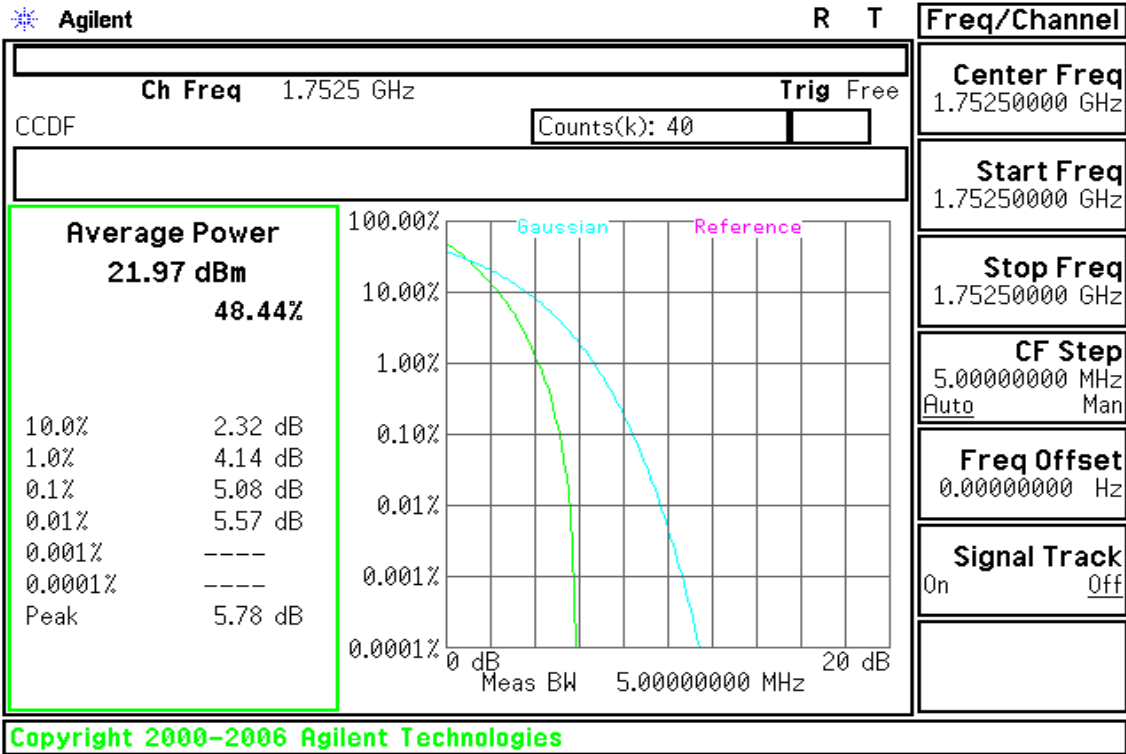 Agilent R T
Freq/Channel
Ch Freq 1.7525 GHz Trig Free
CCDF Counts(k): 40
Average Power
21.97 dBm
48.44%
10.0% 2.32 dB
1.0% 4.14 dB
0.1% 5.08 dB
0.01% 5.57 dB
0.001% ----
0.0001% ----
Peak 5.78 dB
Gaussian Reference
100.00%
10.00%
1.00%
0.10%
0.01%
0.001%
0.0001%
0 dB 20 dB
Meas BW 5.00000000 MHz
Center Freq
1.75250000 GHz
Start Freq
1.75250000 GHz
Stop Freq
1.75250000 GHz
CF Step
5.00000000 MHz
Auto Man
Freq Offset
0.00000000 Hz
Signal Track
On Off
Copyright 2000-2006 Agilent Technologies